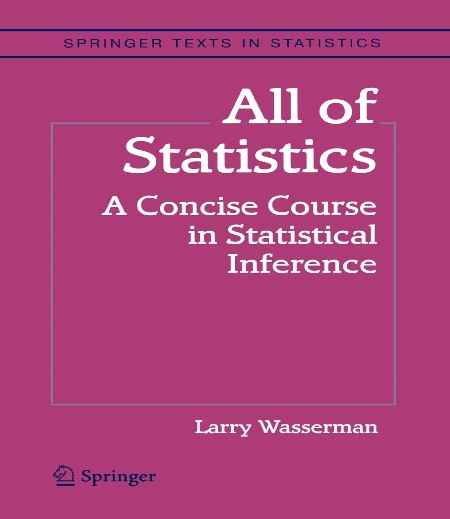 SPRINGER TEXTS IN STATISTICS
All of
Statistics
A Concise Course
in Statistical
Inference
Larry Wasserman
Springer